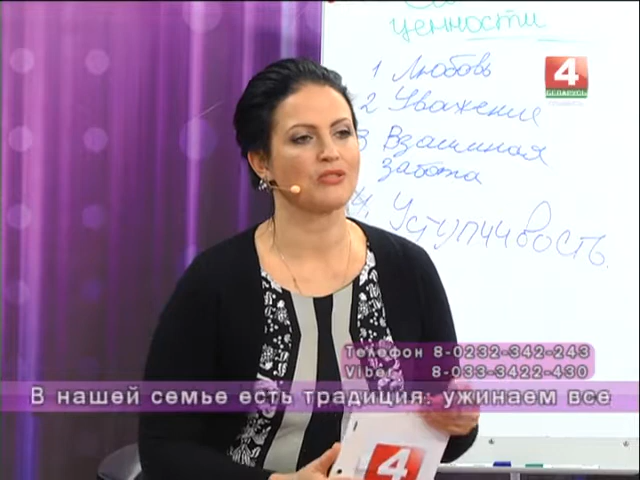 ценности
1 Любовь
2 Уважение
3 Взаимная
забота
4. Уступчивость.
4
БЕЛАРУСЬ
Телефон 8-0232-342-243
Viber 8-033-3422-430
В нашей семье есть традиция: ужинаем все
4